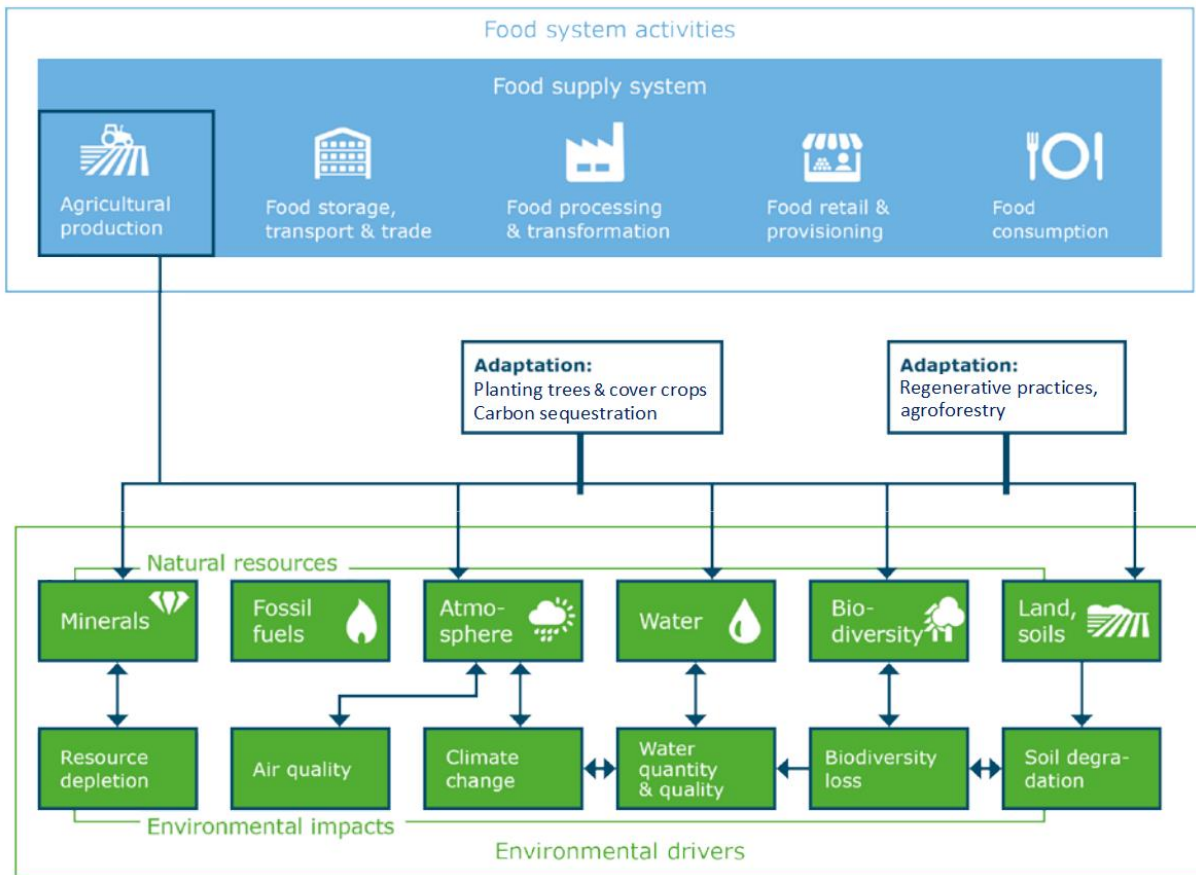 Food system activities
Food supply system
Agricultural
production
Food storage,
transport & trade
Food processing
& transformation
Food retail &
provisioning
Food
consumption
Adaptation:
Planting trees & cover crops
Carbon sequestration
Adaptation:
Regenerative practices,
agroforestry
Natural resources
Minerals
Fossil
fuels
Atmo-
sphere
Water
Bio-
diversity
Land,
soils
Resource
depletion
Air quality
Climate
change
Water
quantity
& quality
Biodiversity
loss
Soil degra-
dation
Environmental impacts
Environmental drivers